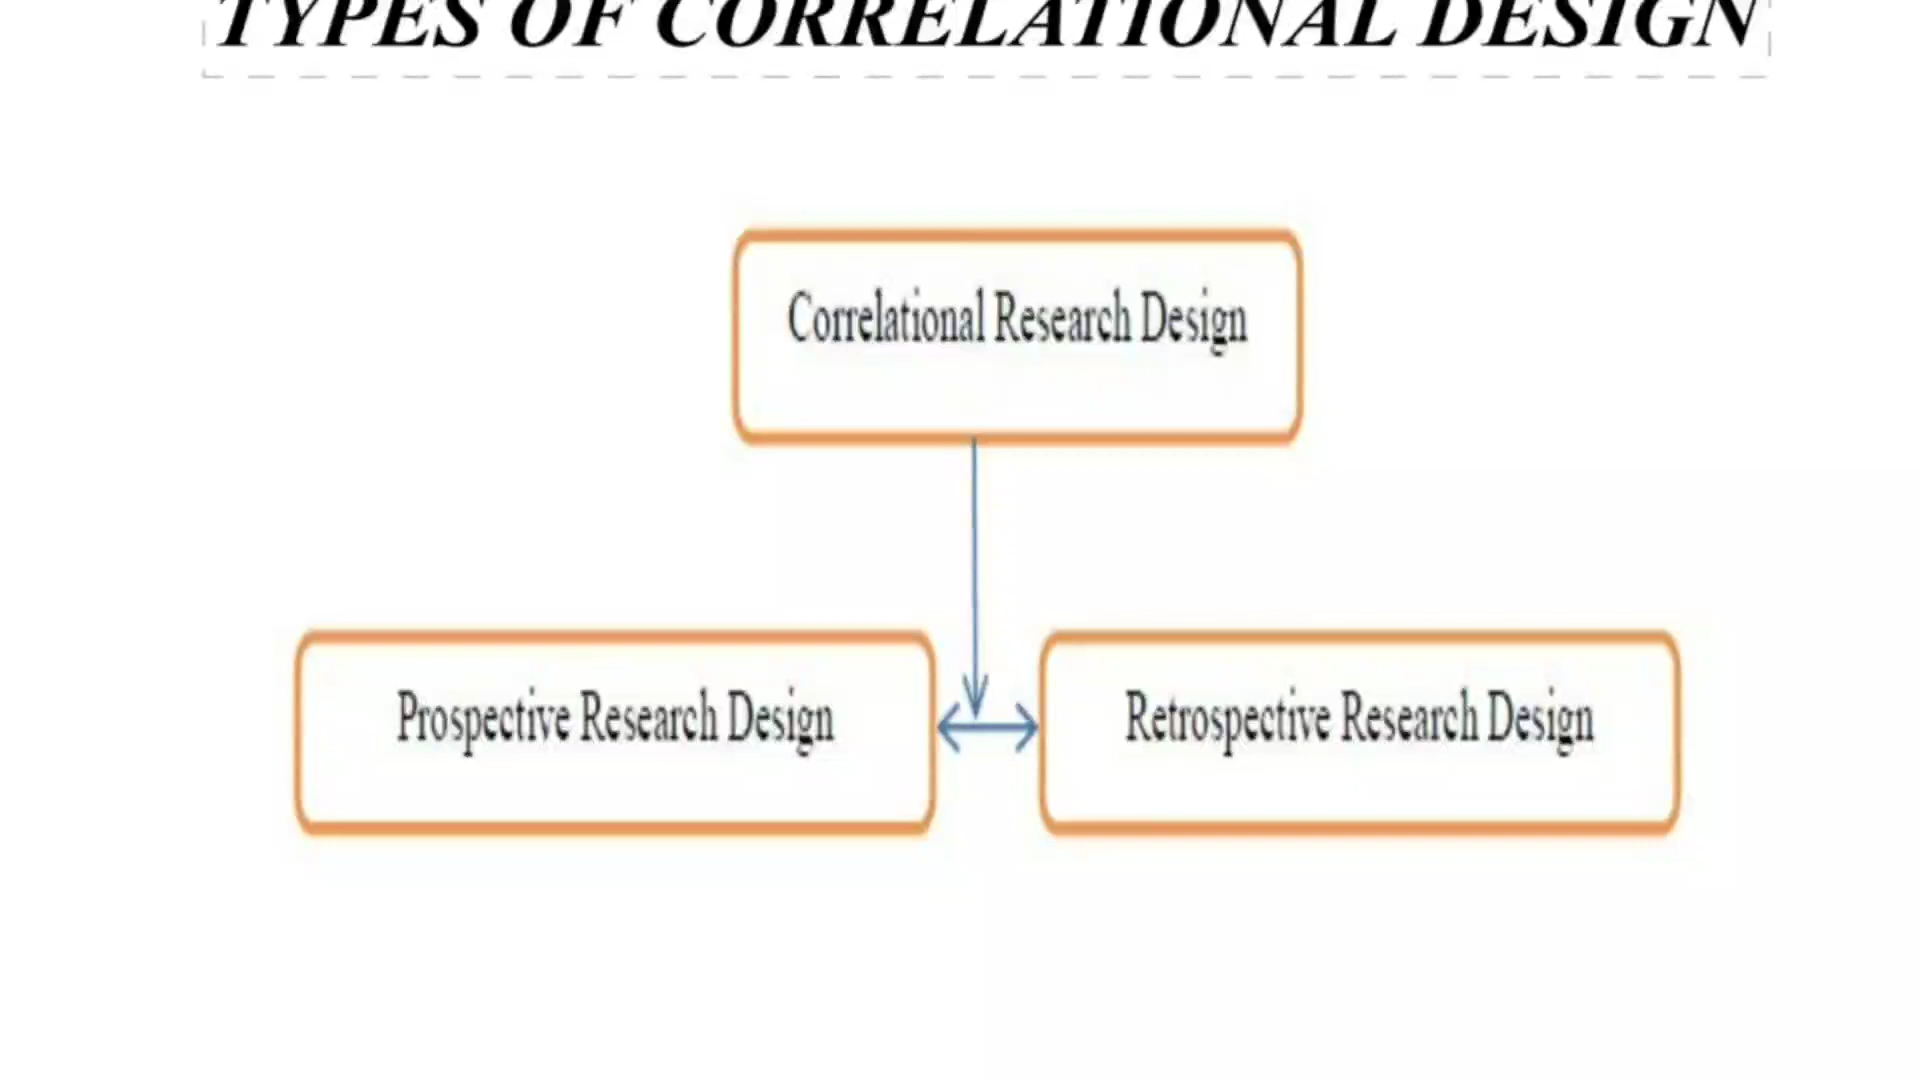 TYPES OF CORRELATIONAL DESIGN
Correlational Research Design
Prospective Research Design
Retrospective Research Design